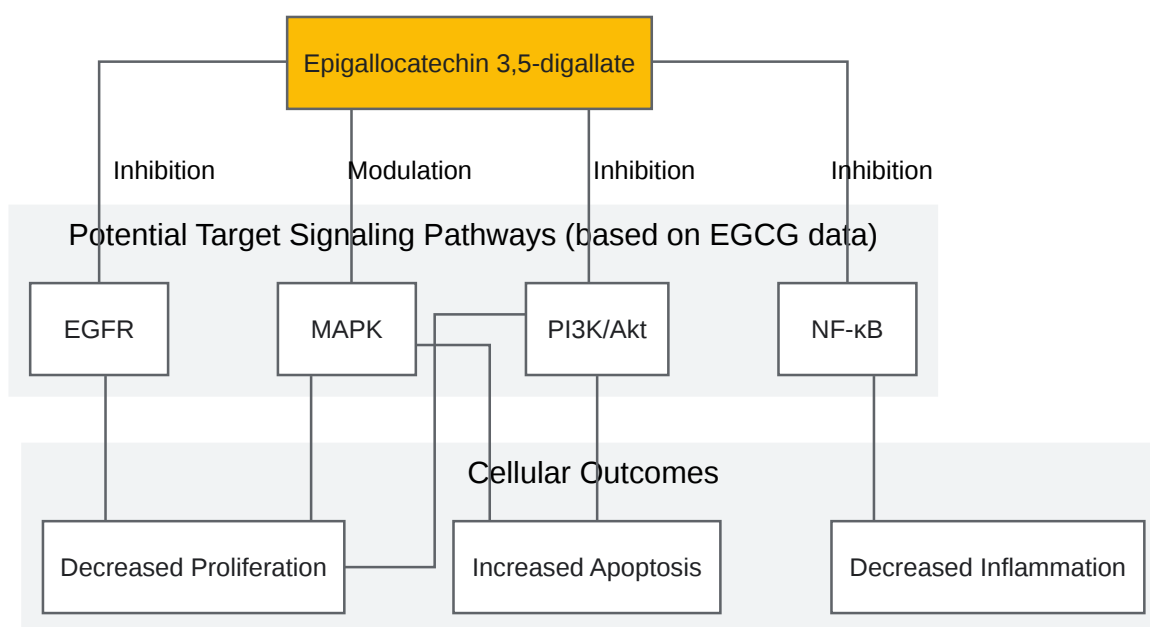 Epigallocatechin 3,5-digallate
Inhibition
Modulation
Inhibition
Inhibition
Potential Target Signaling Pathways (based on EGCG data)
EGFR
MAPK
PI3K/Akt
NF-κB
Cellular Outcomes
Decreased Proliferation
Increased Apoptosis
Decreased Inflammation